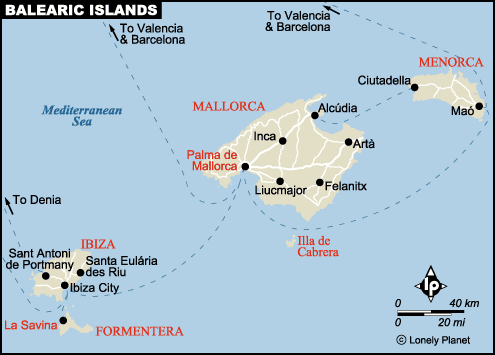 BALEARIC ISLANDS
To Valencia
& Barcelona
To Valencia
& Barcelona
MENORCA
Ciutadella
Maó
Mediterranean
Sea
MALLORCA
Alcúdia
Inca
Artà
Palma de
Mallorca
Liucmajor
Felanitx
To Denia
Illa de
Cabrera
IBIZA
Sant Antoni
de Portmany
Santa Eulária
des Riu
Ibiza City
La Savina
FORMENTERA
lp
0 40 km
0 20 mi
© Lonely Planet